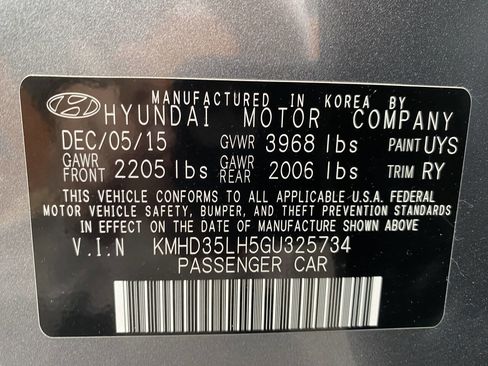 MANUFACTURED IN KOREA BY
HYUNDAI MOTOR COMPANY
DEC/05/15 GVWR 3968 lbs PAINT UYS
GAWR FRONT 2205 lbs GAWR REAR 2006 lbs TRIM RY
THIS VEHICLE CONFORMS TO ALL APPLICABLE U.S.A. FEDERAL
MOTOR VEHICLE SAFETY, BUMPER, AND THEFT PREVENTION
STANDARDS IN EFFECT ON THE DATE OF MANUFACTURE SHOWN ABOVE
V.I.N KMHD35LH5GU325734
PASSENGER CAR